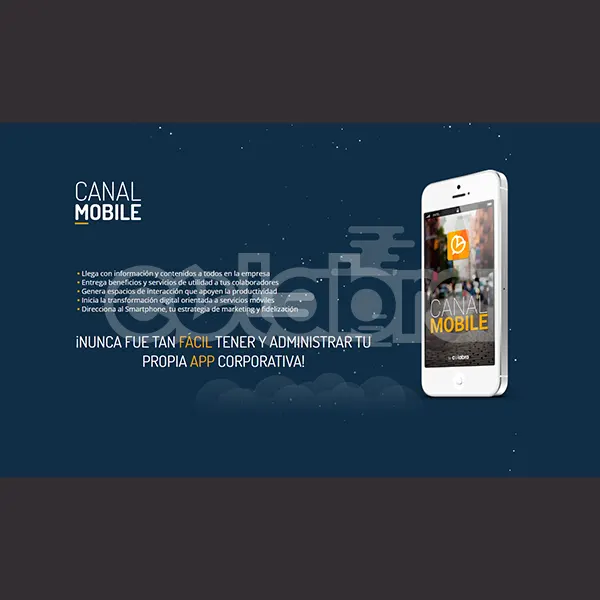 CANAL
MOBILE
• Llega con información y contenidos a todos en la empresa
• Entrega beneficios y servicios de utilidad a tus colaboradores
• Genera espacios de interacción que apoyen la productividad
• Inicia la transformación digital orientada a servicios móviles
• Direcciona al Smartphone, tu estrategia de marketing y fidelización
¡NUNCA FUE TAN FÁCIL TENER Y ADMINISTRAR TU
PROPIA APP CORPORATIVA!
CANAL
MOBILE